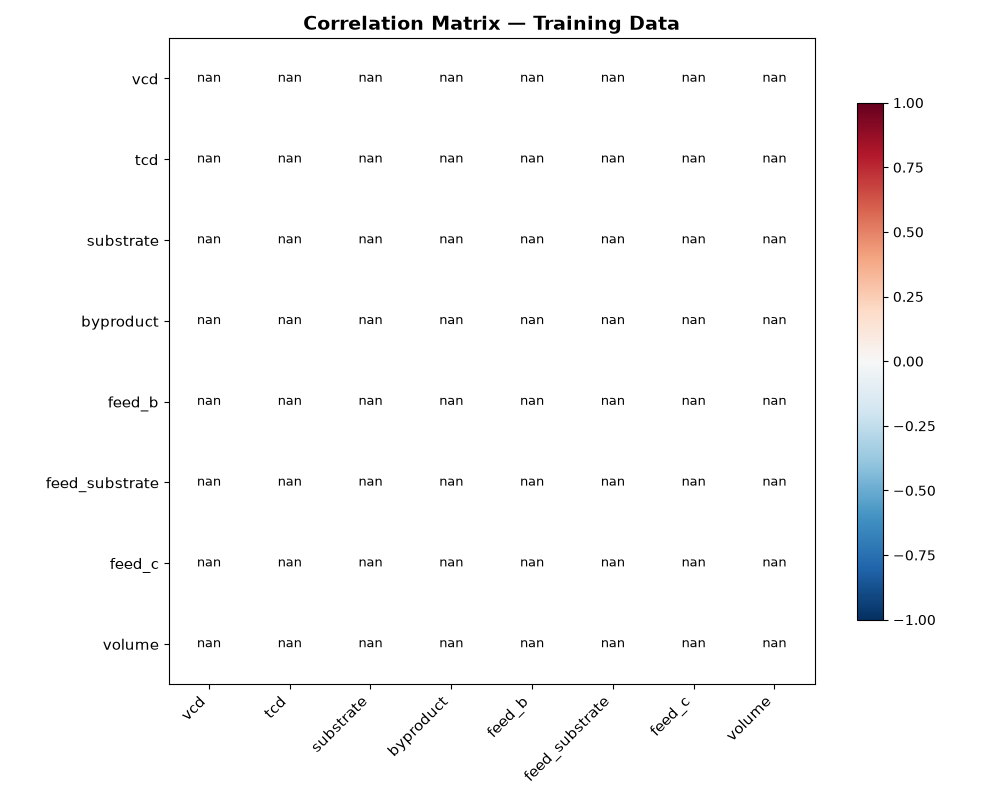 Correlation Matrix — Training Data
vcd nan nan nan nan nan nan nan nan
tcd nan nan nan nan nan nan nan nan
substrate nan nan nan nan nan nan nan nan
byproduct nan nan nan nan nan nan nan nan
feed_b nan nan nan nan nan nan nan nan
feed_substrate nan nan nan nan nan nan nan nan
feed_c nan nan nan nan nan nan nan nan
volume nan nan nan nan nan nan nan nan
vcd tcd substrate byproduct feed_b feed_substrate feed_c volume
1.00
0.75
0.50
0.25
0.00
−0.25
−0.50
−0.75
−1.00